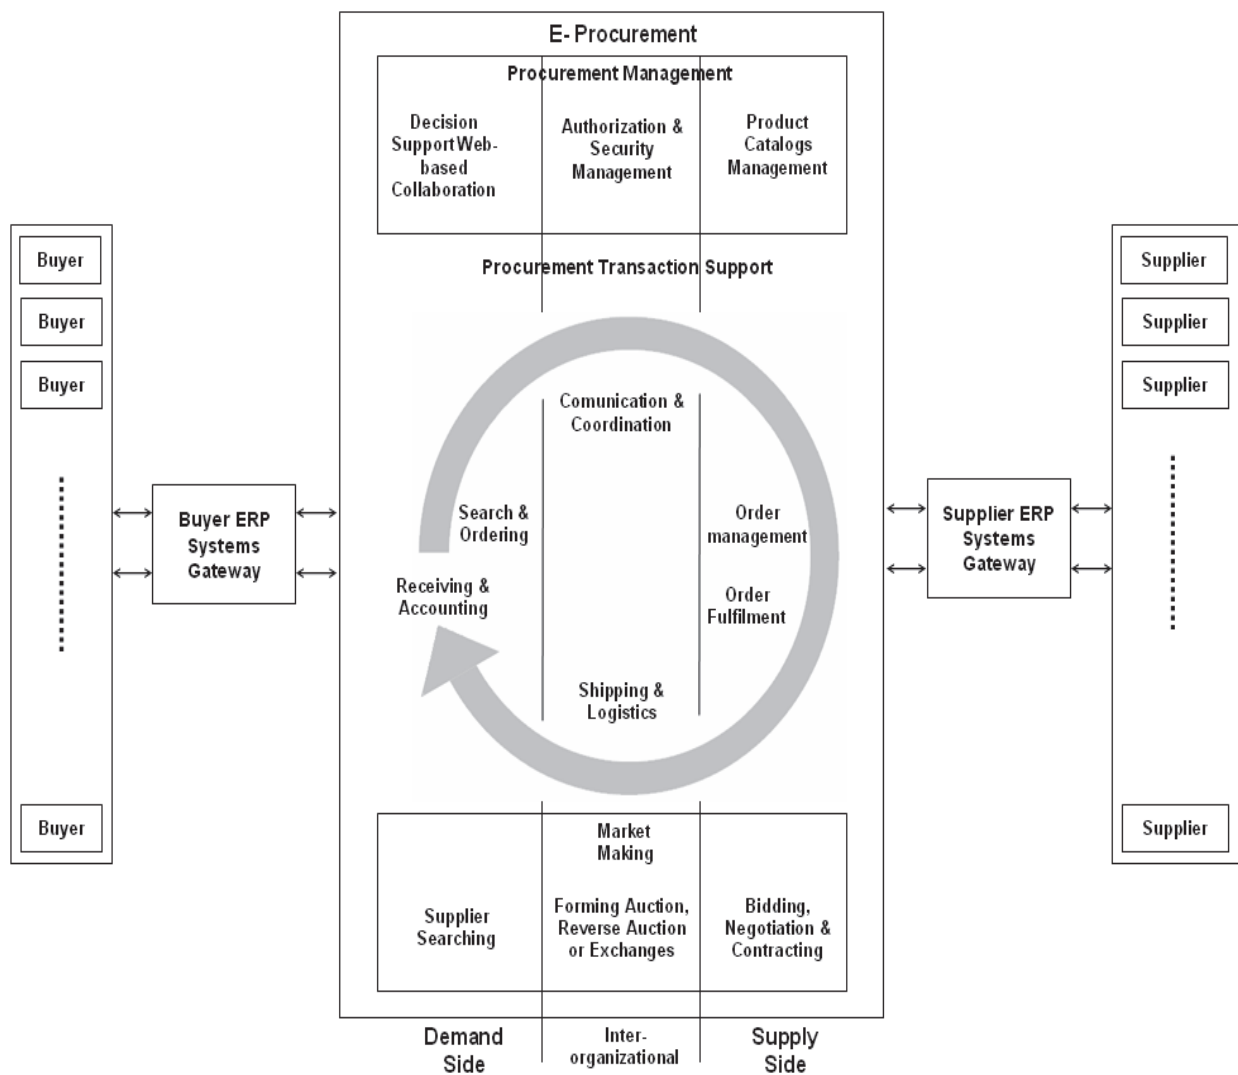 E- Procurement
Procurement Management
Decision
Support Web-
based
Collaboration
Authorization &
Security
Management
Product
Catalogs
Management
Procurement Transaction Support
Buyer
Buyer
Buyer
Buyer
Buyer ERP
Systems
Gateway
Comunication &
Coordination
Search &
Ordering
Receiving &
Accounting
Order
management
Order
Fulfilment
Shipping &
Logistics
Supplier ERP
Systems
Gateway
Supplier
Supplier
Supplier
Supplier
Market
Making
Supplier
Searching
Forming Auction,
Reverse Auction
or Exchanges
Bidding,
Negotiation &
Contracting
Demand
Side
Inter-
organizational
Supply
Side